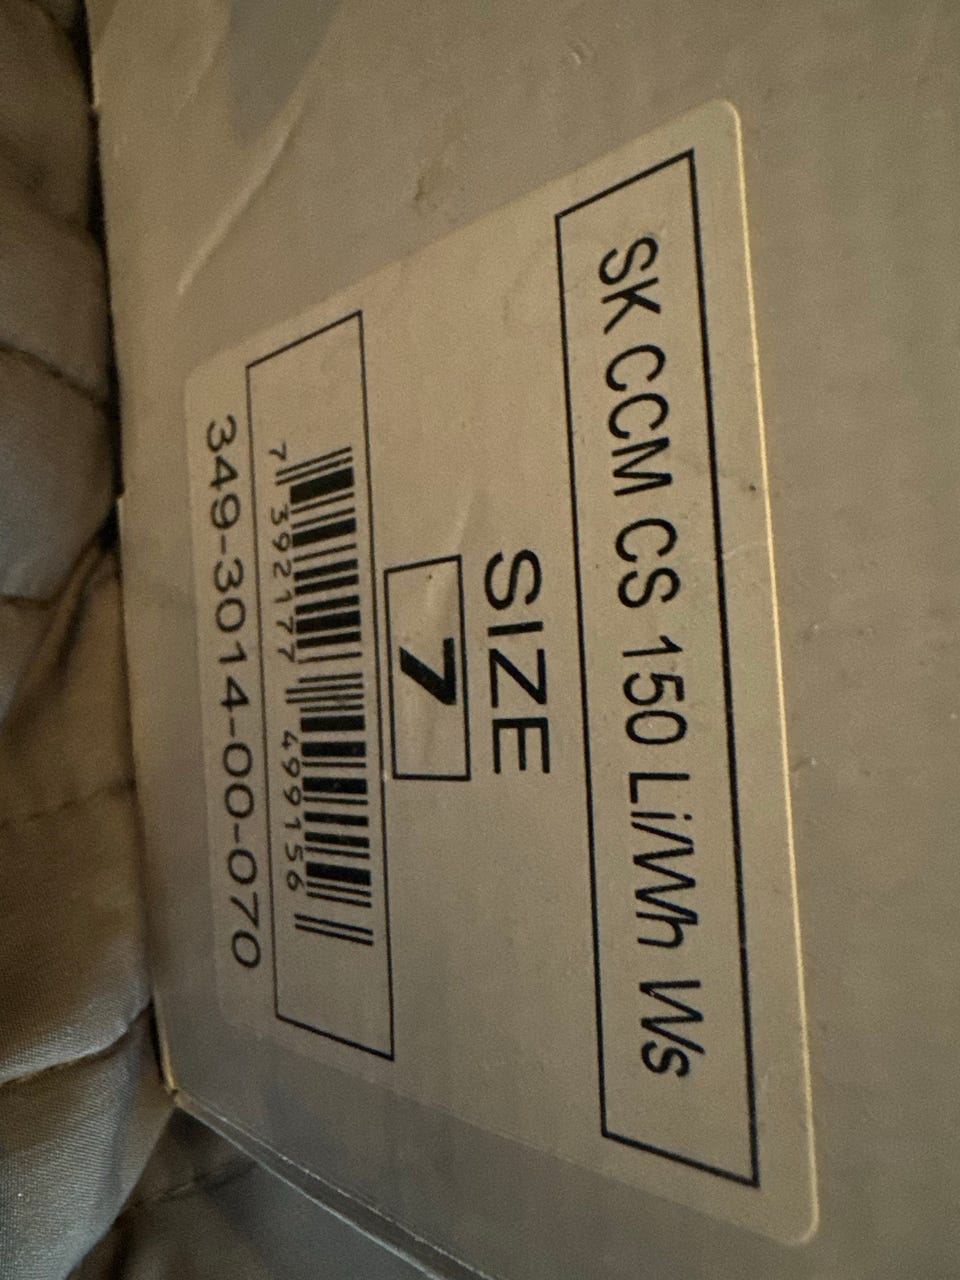 SK CCM CS 150 Li/Wh Ws
SIZE
7
7 392177 499156
349-3014-00-070